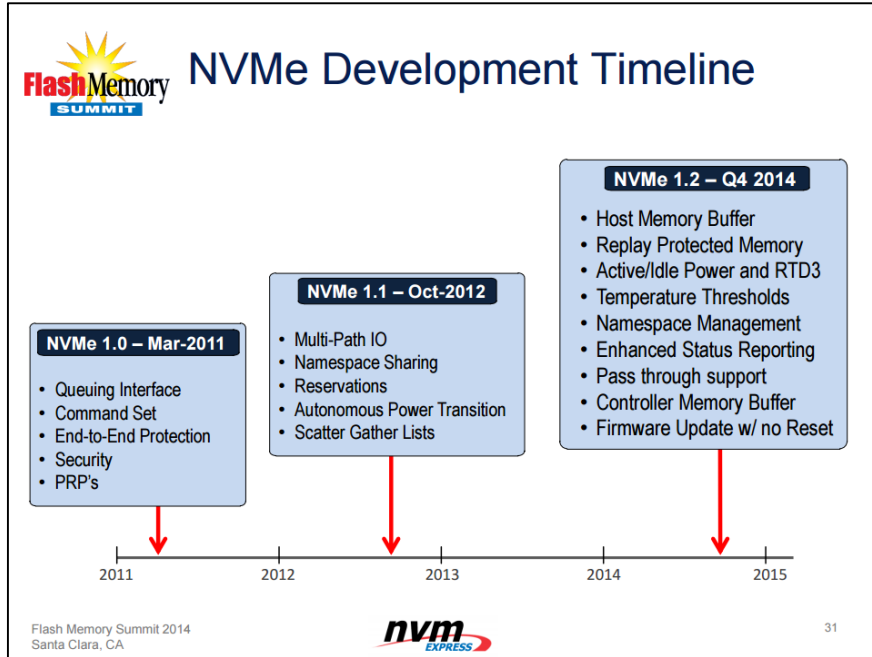 FlashMemory
SUMMIT
NVMe Development Timeline
NVMe 1.0 – Mar-2011
• Queuing Interface
• Command Set
• End-to-End Protection
• Security
• PRP's
NVMe 1.1 – Oct-2012
• Multi-Path IO
• Namespace Sharing
• Reservations
• Autonomous Power Transition
• Scatter Gather Lists
NVMe 1.2 – Q4 2014
• Host Memory Buffer
• Replay Protected Memory
• Active/Idle Power and RTD3
• Temperature Thresholds
• Namespace Management
• Enhanced Status Reporting
• Pass through support
• Controller Memory Buffer
• Firmware Update w/ no Reset
2011 2012 2013 2014 2015
Flash Memory Summit 2014
Santa Clara, CA
nvm
EXPRESS
31